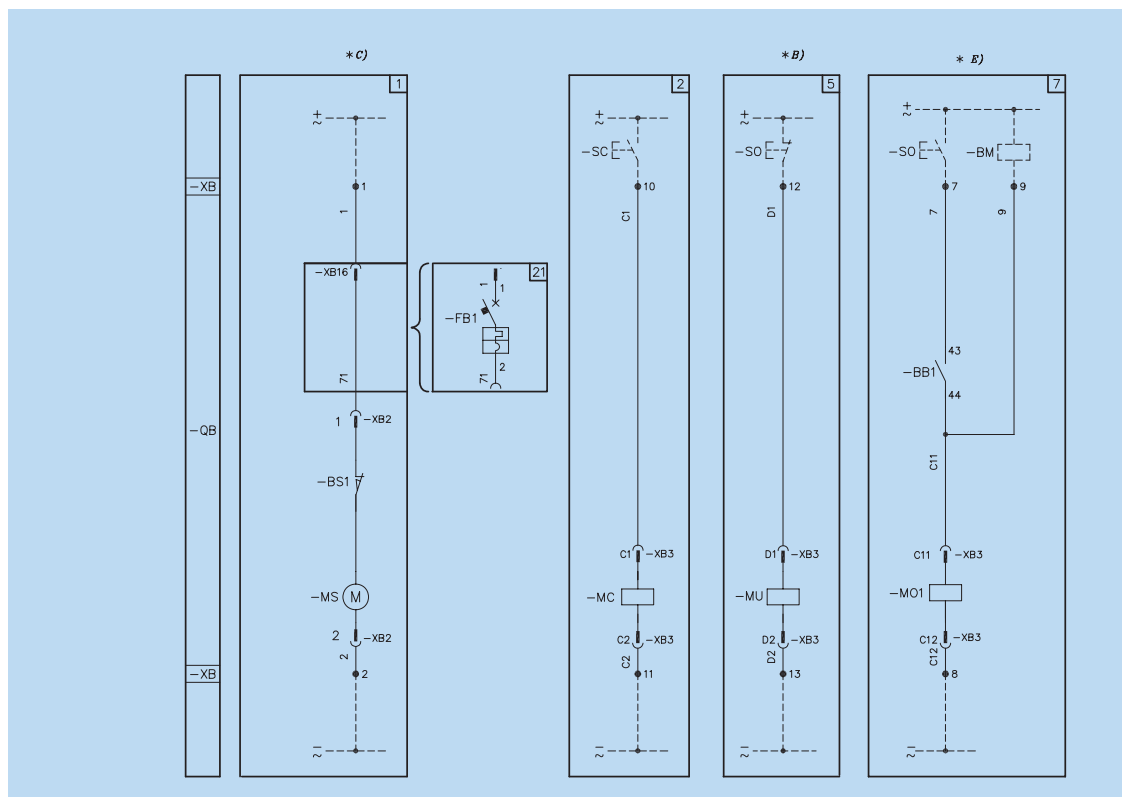 *C)
*B)
* E)
1
2
5
7
+
~
+
~
+
~
+
~
-SC
-SO
-SO
-BM
-XB
1
10
12
7
9
1
C1
D1
7
9
-XB16
21
1
1
-FB1
2
71
71
43
-BB1
44
1
-XB2
-QB
C11
-BS1
C1
-XB3
D1
-XB3
C11
-XB3
-MS
M
-MC
-MU
-MO1
2
-XB2
C2
-XB3
D2
-XB3
C12
-XB3
2
C2
D2
C12
-XB
2
11
13
8
-
~
-
~
-
~
-
~